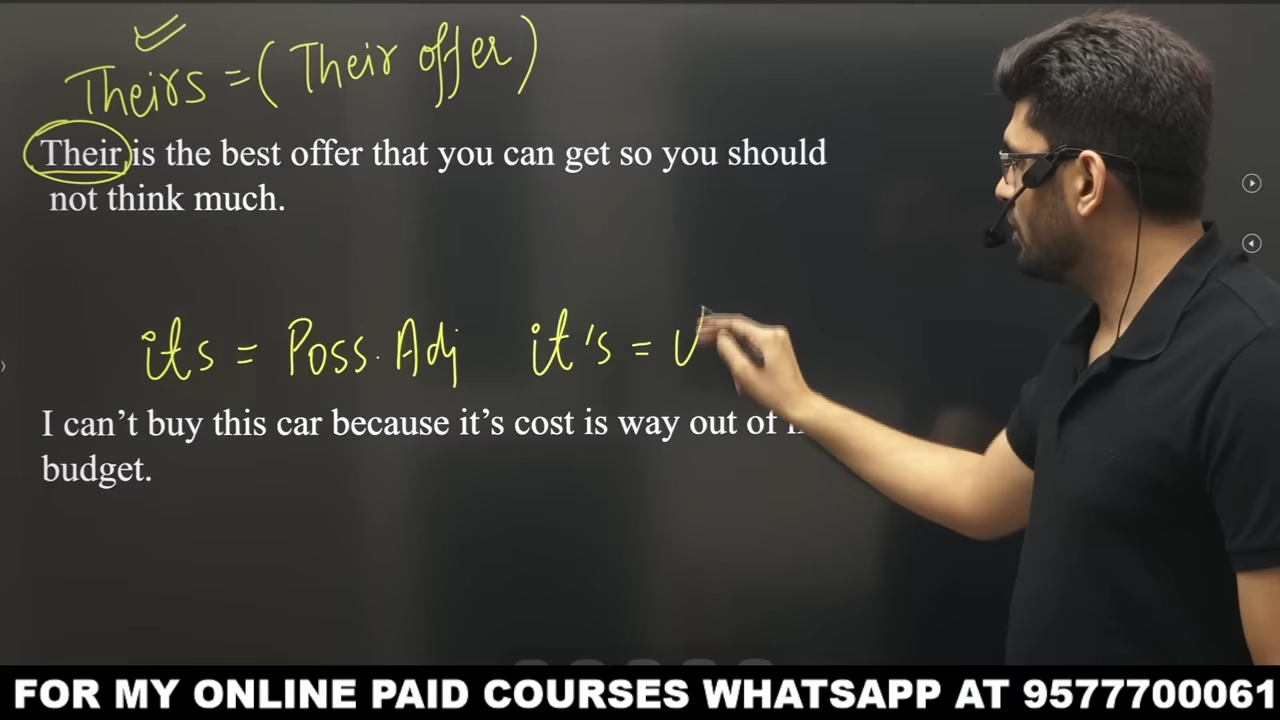 Theirs = ( Their offer )
Their is the best offer that you can get so you should
not think much.
its = Poss. Adj it's =
I can't buy this car because it's cost is way out of
budget.
FOR MY ONLINE PAID COURSES WHATSAPP AT 9577700061